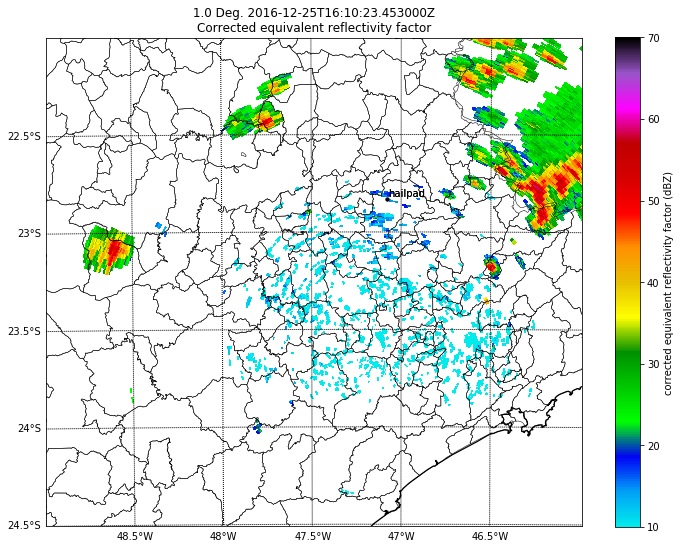 1.0 Deg. 2016-12-25T16:10:23.453000Z
Corrected equivalent reflectivity factor
22.5°S
23°S
23.5°S
24°S
24.5°S
48.5°W
48°W
47.5°W
47°W
46.5°W
hailpad
70
60
50
40
30
20
10
corrected equivalent reflectivity factor (dBZ)